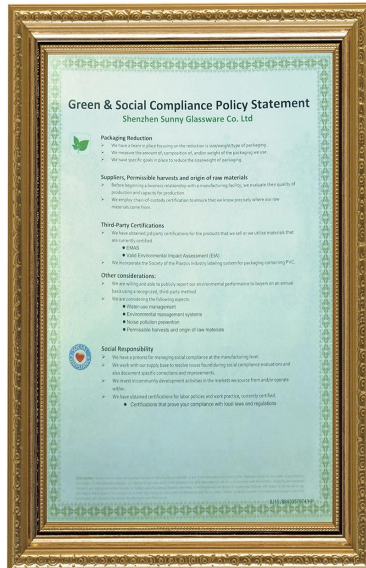 Green & Social Compliance Policy Statement
Shenzhen Sunny Glassware Co. Ltd
Packaging Reduction
We have a team in place focusing on the reduction is size/weight/type of packaging.
We measure the amount of, composition of, and/or weight of the packaging we use.
We have specific goals in place to reduce the size/weight of packaging.
Suppliers, Permissible harvests and origin of raw materials
Before beginning a business relationship with a manufacturing facility, we evaluate their quality of
production and capacity for production.
We employ chain-of-custody certification to ensure that we know precisely where our raw
materials come from.
Third-Party Certifications
We have obtained 3rd party certifications for the products that we sell or we utilize materials that
are currently certified.
● EMAS
● Valid Environmental Impact Assessment (EIA)
We incorporate the Society of the Plastics Industry labeling system for packaging containing PVC.
Other considerations:
We are willing and able to publicly report our environmental performance to buyers on an annual
basis using a recognized, third-party method
We are considering the following aspects:
● Water use management
● Environmental management systems
● Noise pollution prevention
● Permissible harvests and origin of raw materials
Social Responsibility
We have a process for managing social compliance at the manufacturing level.
We work with our supply base to resolve issues found during social compliance evaluations and
also document specific corrections and improvements.
We invest in community development activities in the markets we source from and/or operate
within.
We have obtained certifications for labor policies and work practice, currently certified.
● Certifications that prove your compliance with local laws and regulations